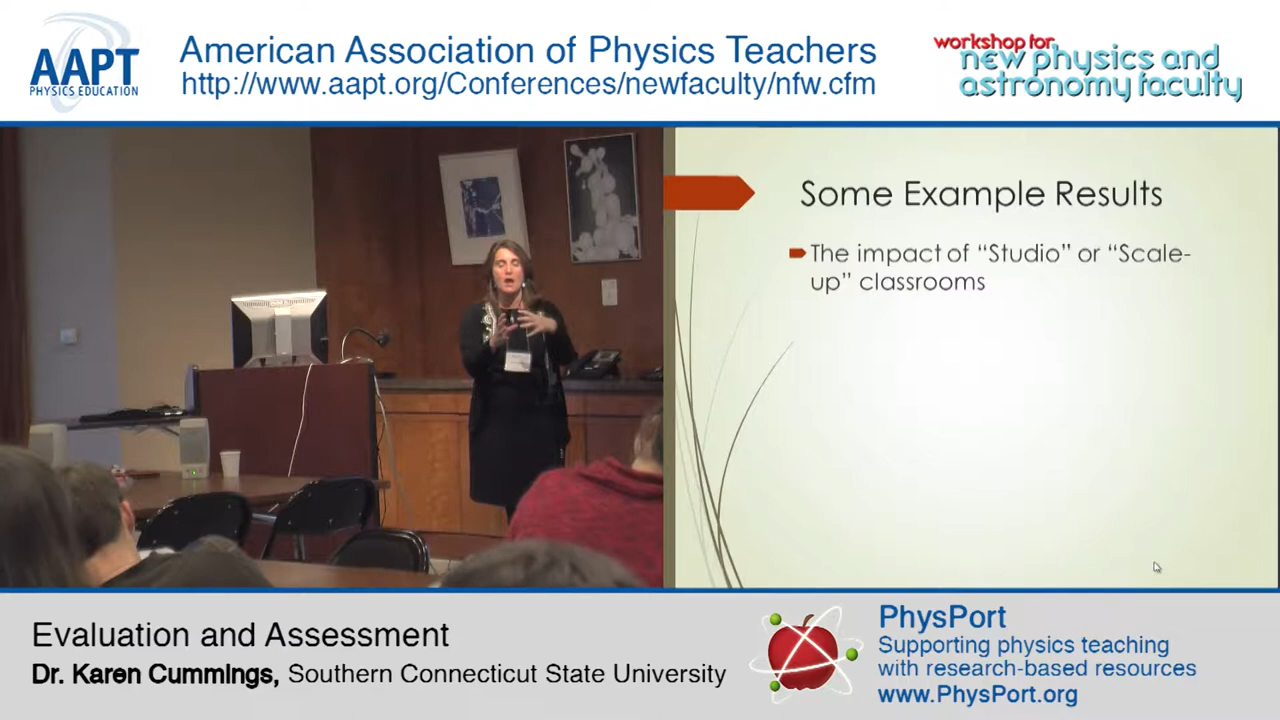 AAPT
PHYSICS EDUCATION
American Association of Physics Teachers
http://www.aapt.org/Conferences/newfaculty/nfw.cfm
workshop for
new physics and
astronomy faculty
Some Example Results
The impact of “Studio” or “Scale-
up” classrooms
Evaluation and Assessment
Dr. Karen Cummings, Southern Connecticut State University
PhysPort
Supporting physics teaching
with research-based resources
www.PhysPort.org